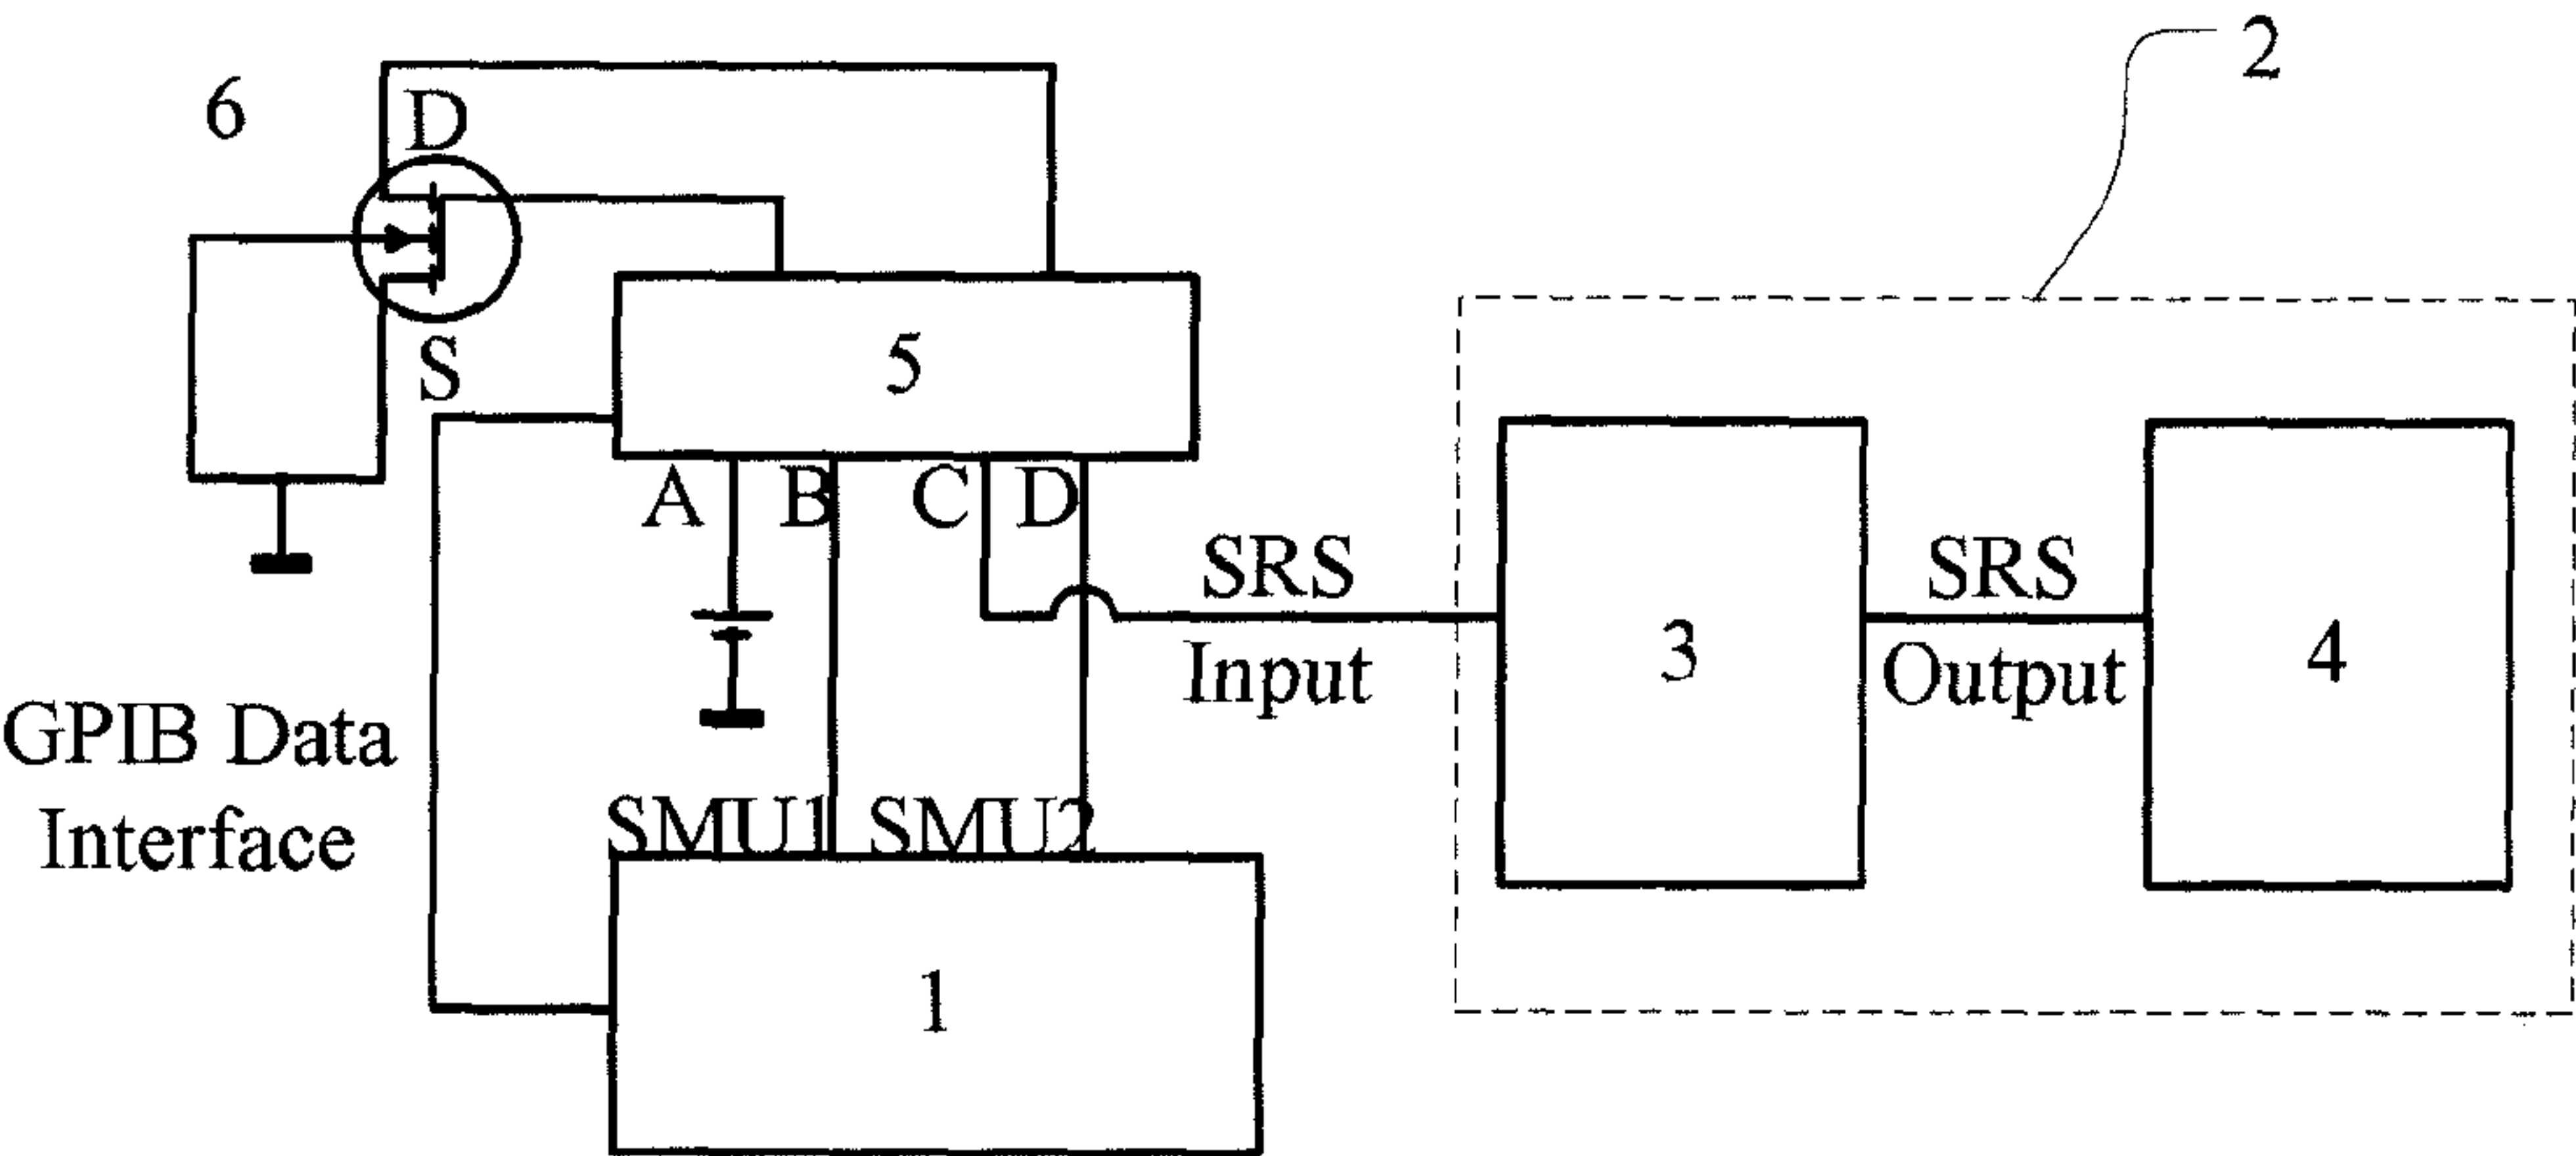 2
6
D
S
5
A
B
C
D
SRS
Input
SRS
Output
3
4
GPIB Data
Interface
SMU1
SMU2
1